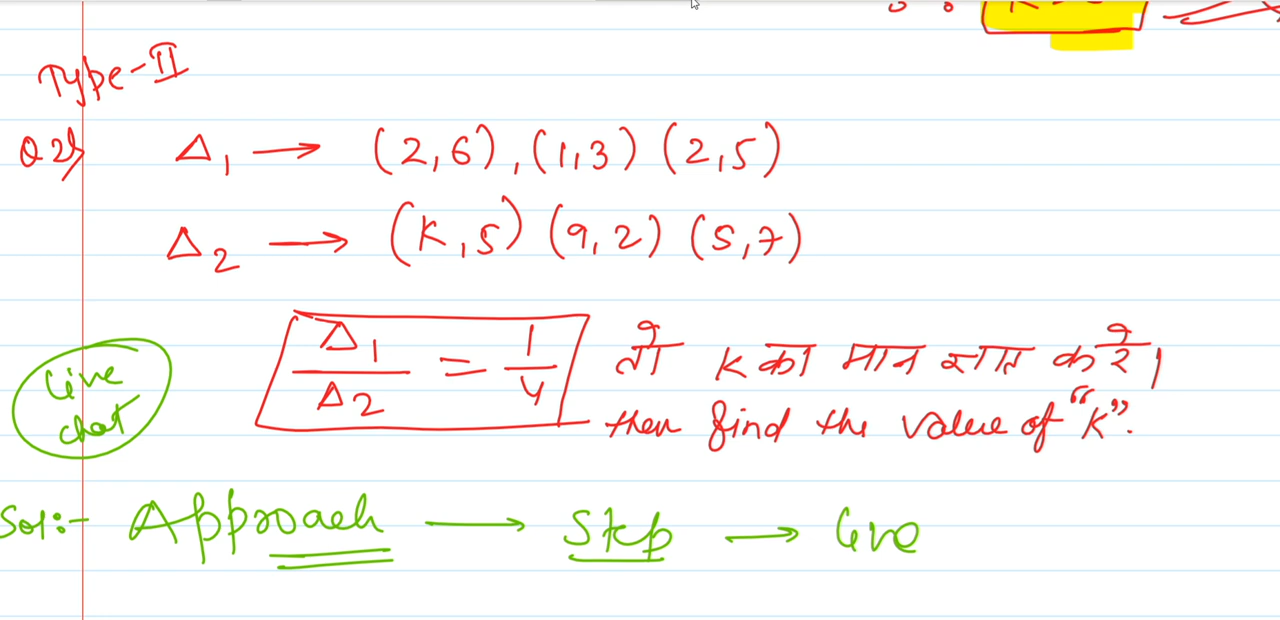 Type-II
Q2) Δ₁ → (2,6), (1,3) (2,5)
Δ₂ → (K,5) (9,2) (5,7)
Δ₁/Δ₂ = 1/4 तो K का मान ज्ञात करें।
then find the value of "K".
Live chat
Sol:- Approach → Step → Live